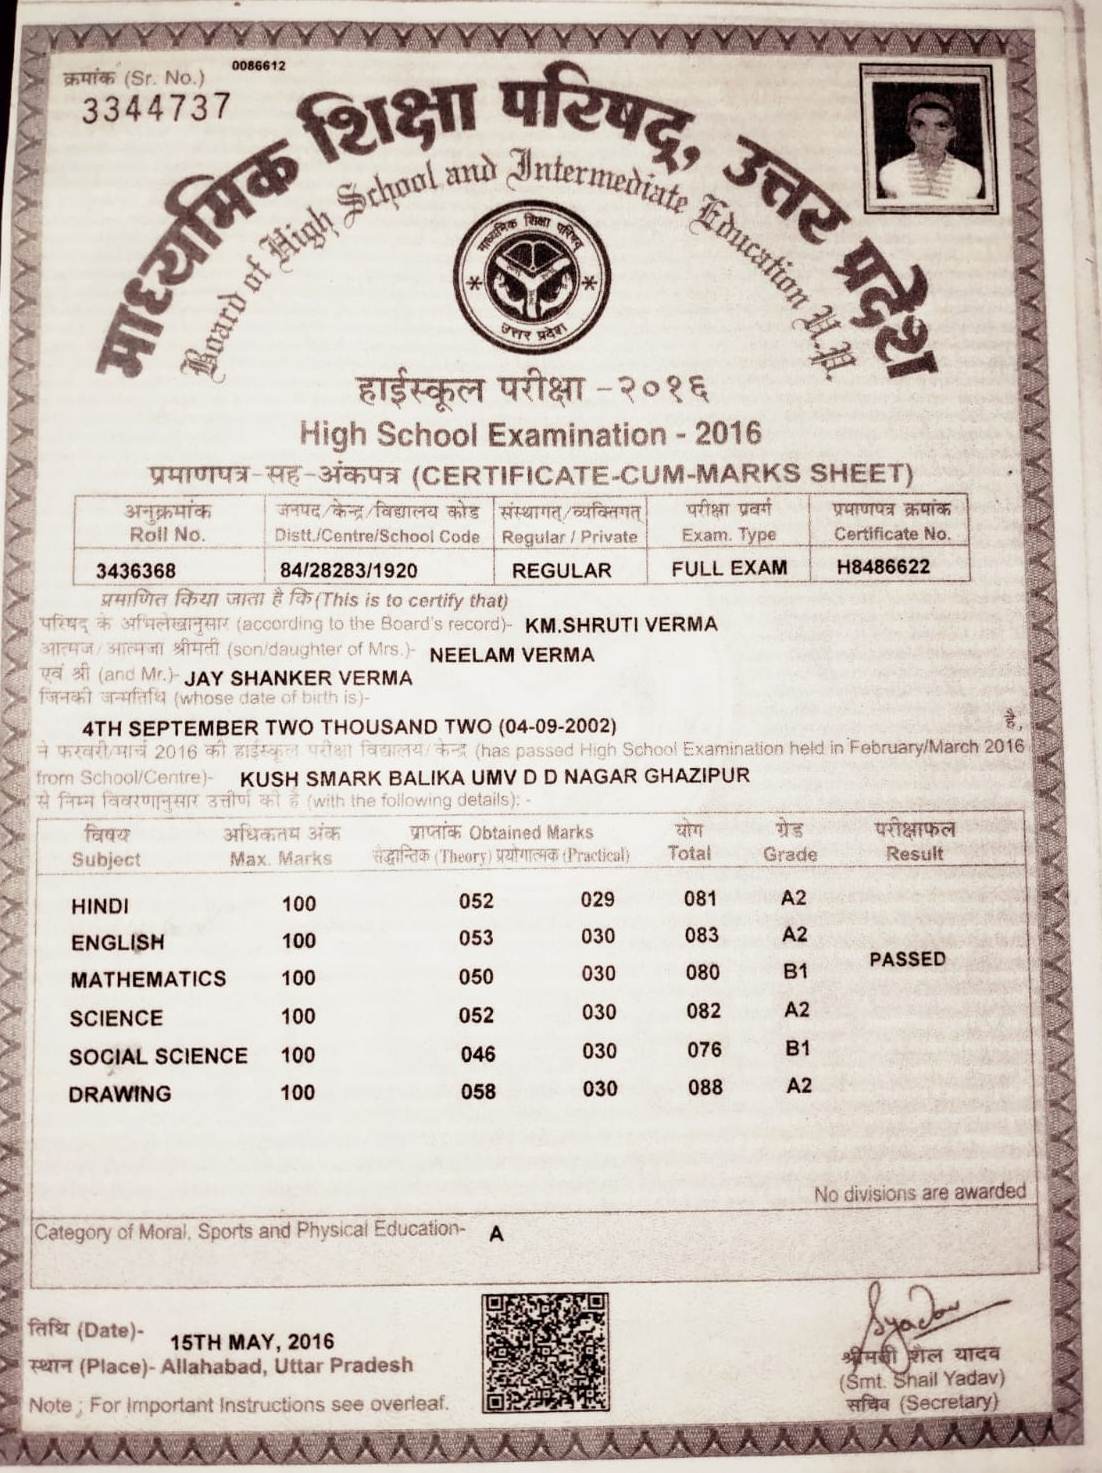 क्रमांक (Sr. No.) 0086612
3344737
माध्यमिक शिक्षा परिषद्, उत्तर प्रदेश
Board of High School and Intermediate Education U.P.
माध्यमिक शिक्षा परिषद्
उत्तर प्रदेश
हाईस्कूल परीक्षा - २०१६
High School Examination - 2016
प्रमाणपत्र-सह-अंकपत्र (CERTIFICATE-CUM-MARKS SHEET)
अनुक्रमांक जनपद/केन्द्र/विद्यालय कोड संस्थागत्/व्यक्तिगत् परीक्षा प्रवर्ग प्रमाणपत्र क्रमांक
Roll No. Distt./Centre/School Code Regular / Private Exam. Type Certificate No.
3436368 84/28283/1920 REGULAR FULL EXAM H8486622
प्रमाणित किया जाता है कि (This is to certify that)
परिषद् के अभिलेखानुसार (according to the Board's record)- KM.SHRUTI VERMA
आत्मज/आत्मजा श्रीमती (son/daughter of Mrs.)- NEELAM VERMA
एवं श्री (and Mr.)- JAY SHANKER VERMA
जिनकी जन्मतिथि (whose date of birth is)-
4TH SEPTEMBER TWO THOUSAND TWO (04-09-2002) है,
ने फरवरी/मार्च 2016 की हाईस्कूल परीक्षा विद्यालय/केन्द्र (has passed High School Examination held in February/March 2016
from School/Centre)- KUSH SMARK BALIKA UMV D D NAGAR GHAZIPUR
से निम्न विवरणानुसार उत्तीर्ण की है (with the following details): -
विषय अधिकतम अंक प्राप्तांक Obtained Marks योग ग्रेड परीक्षाफल
Subject Max. Marks सैद्धान्तिक (Theory) प्रयोगात्मक (Practical) Total Grade Result
HINDI 100 052 029 081 A2
ENGLISH 100 053 030 083 A2
PASSED
MATHEMATICS 100 050 030 080 B1
SCIENCE 100 052 030 082 A2
SOCIAL SCIENCE 100 046 030 076 B1
DRAWING 100 058 030 088 A2
No divisions are awarded
Category of Moral, Sports and Physical Education- A
तिथि (Date)- 15TH MAY, 2016
स्थान (Place)- Allahabad, Uttar Pradesh
Note ; For Important Instructions see overleaf.
SYadav
श्रीमती शैल यादव
(Smt. Shail Yadav)
सचिव (Secretary)